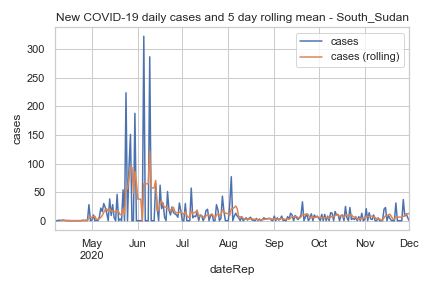 New COVID-19 daily cases and 5 day rolling mean - South_Sudan
cases
cases (rolling)
300
250
200
150
100
50
0
cases
May Jun Jul Aug Sep Oct Nov Dec
2020
dateRep